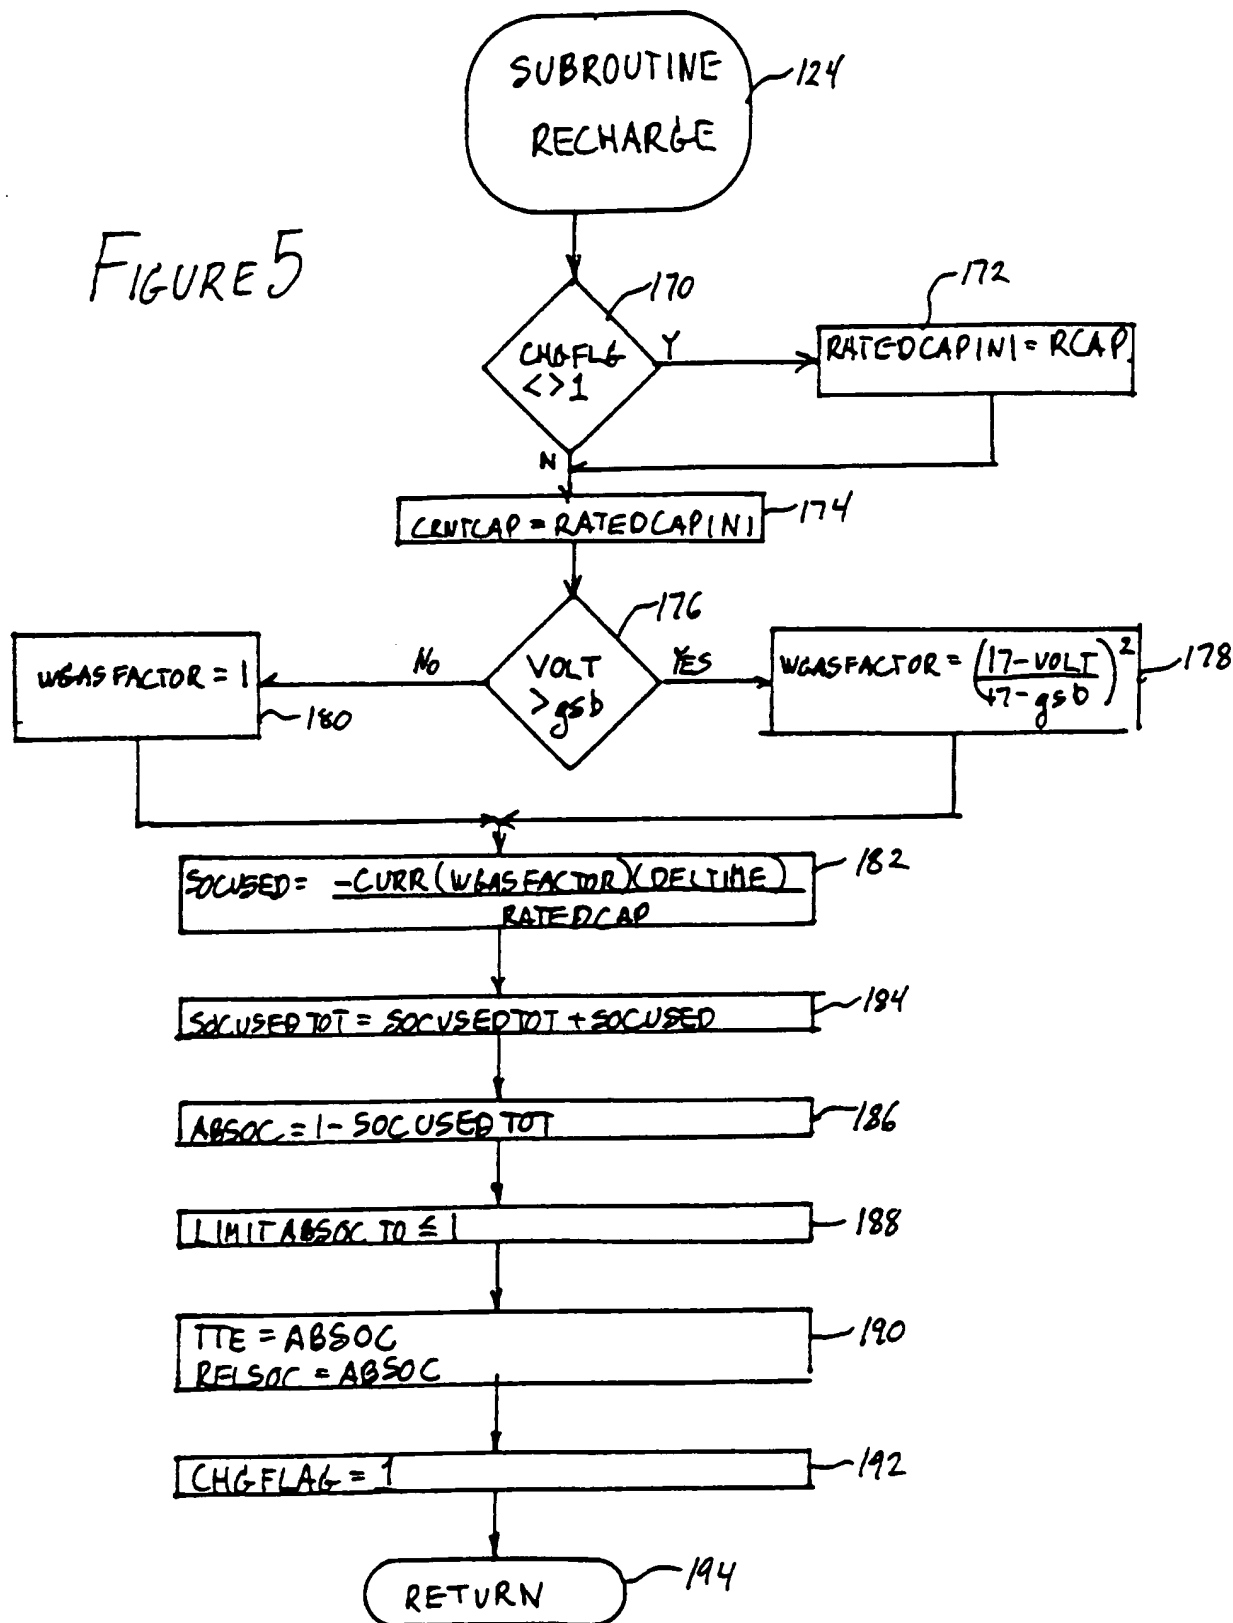 SUBROUTINE
RECHARGE
124
FIGURE 5
170
CHGFLG
<>1
Y
N
172
RATEDCAPINI = RCAP
CRNTCAP = RATEDCAPINI
174
176
VOLT
> gsb
No
YES
WGASFACTOR = 1
180
WGASFACTOR = (17-VOLT / 17-gsb)²
178
SOCUSED = -CURR(WGASFACTOR)(DELTIME)
RATEDCAP
182
SOCUSEDTOT = SOCUSEDTOT + SOCUSED
184
ABSOC = 1 - SOCUSEDTOT
186
LIMIT ABSOC TO ≤ 1
188
TTE = ABSOC
RELSOC = ABSOC
190
CHGFLAG = 1
192
RETURN
194